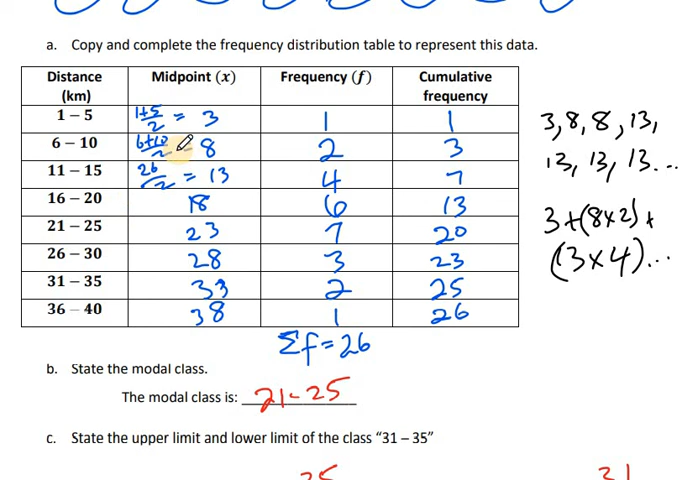 a. Copy and complete the frequency distribution table to represent this data.
Distance (km) Midpoint (x) Frequency (f) Cumulative frequency
1 – 5 1+5/2 = 3 1 1
6 – 10 6+10/2 = 8 2 3
11 – 15 26/2 = 13 4 7
16 – 20 18 6 13
21 – 25 23 7 20
26 – 30 28 3 23
31 – 35 33 2 25
36 – 40 38 1 26
Σf = 26
3, 8, 8, 13,
13, 13, 13...
3+(8×2)+
(3×4)...
b. State the modal class.
The modal class is: 21-25
c. State the upper limit and lower limit of the class “31 – 35”
35 31